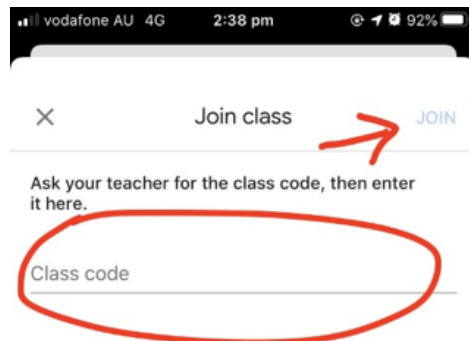 vodafone AU 4G 2:38 pm 92%
Join class JOIN
Ask your teacher for the class code, then enter
it here.
Class code